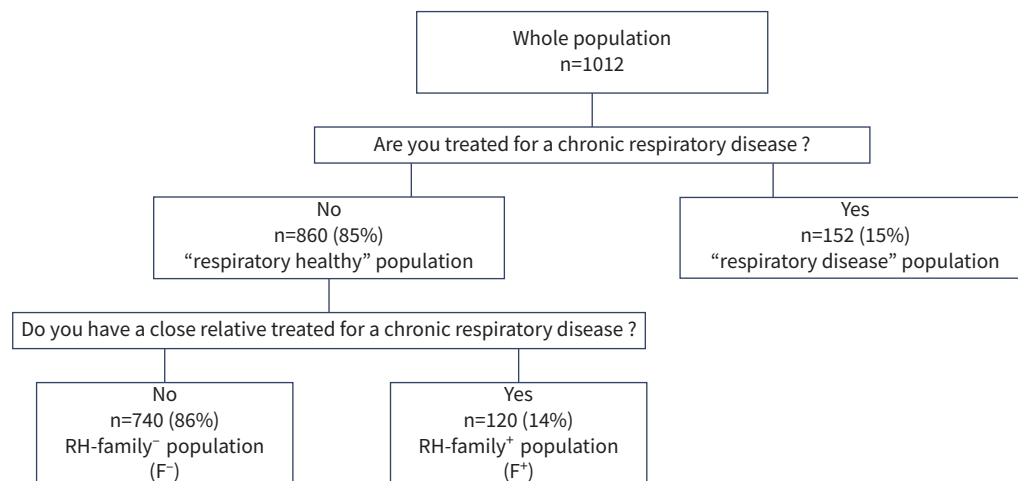 Whole population
n=1012
Are you treated for a chronic respiratory disease ?
No
n=860 (85%)
“respiratory healthy” population
Yes
n=152 (15%)
“respiratory disease” population
Do you have a close relative treated for a chronic respiratory disease ?
No
n=740 (86%)
RH-family⁻ population
(F⁻)
Yes
n=120 (14%)
RH-family⁺ population
(F⁺)